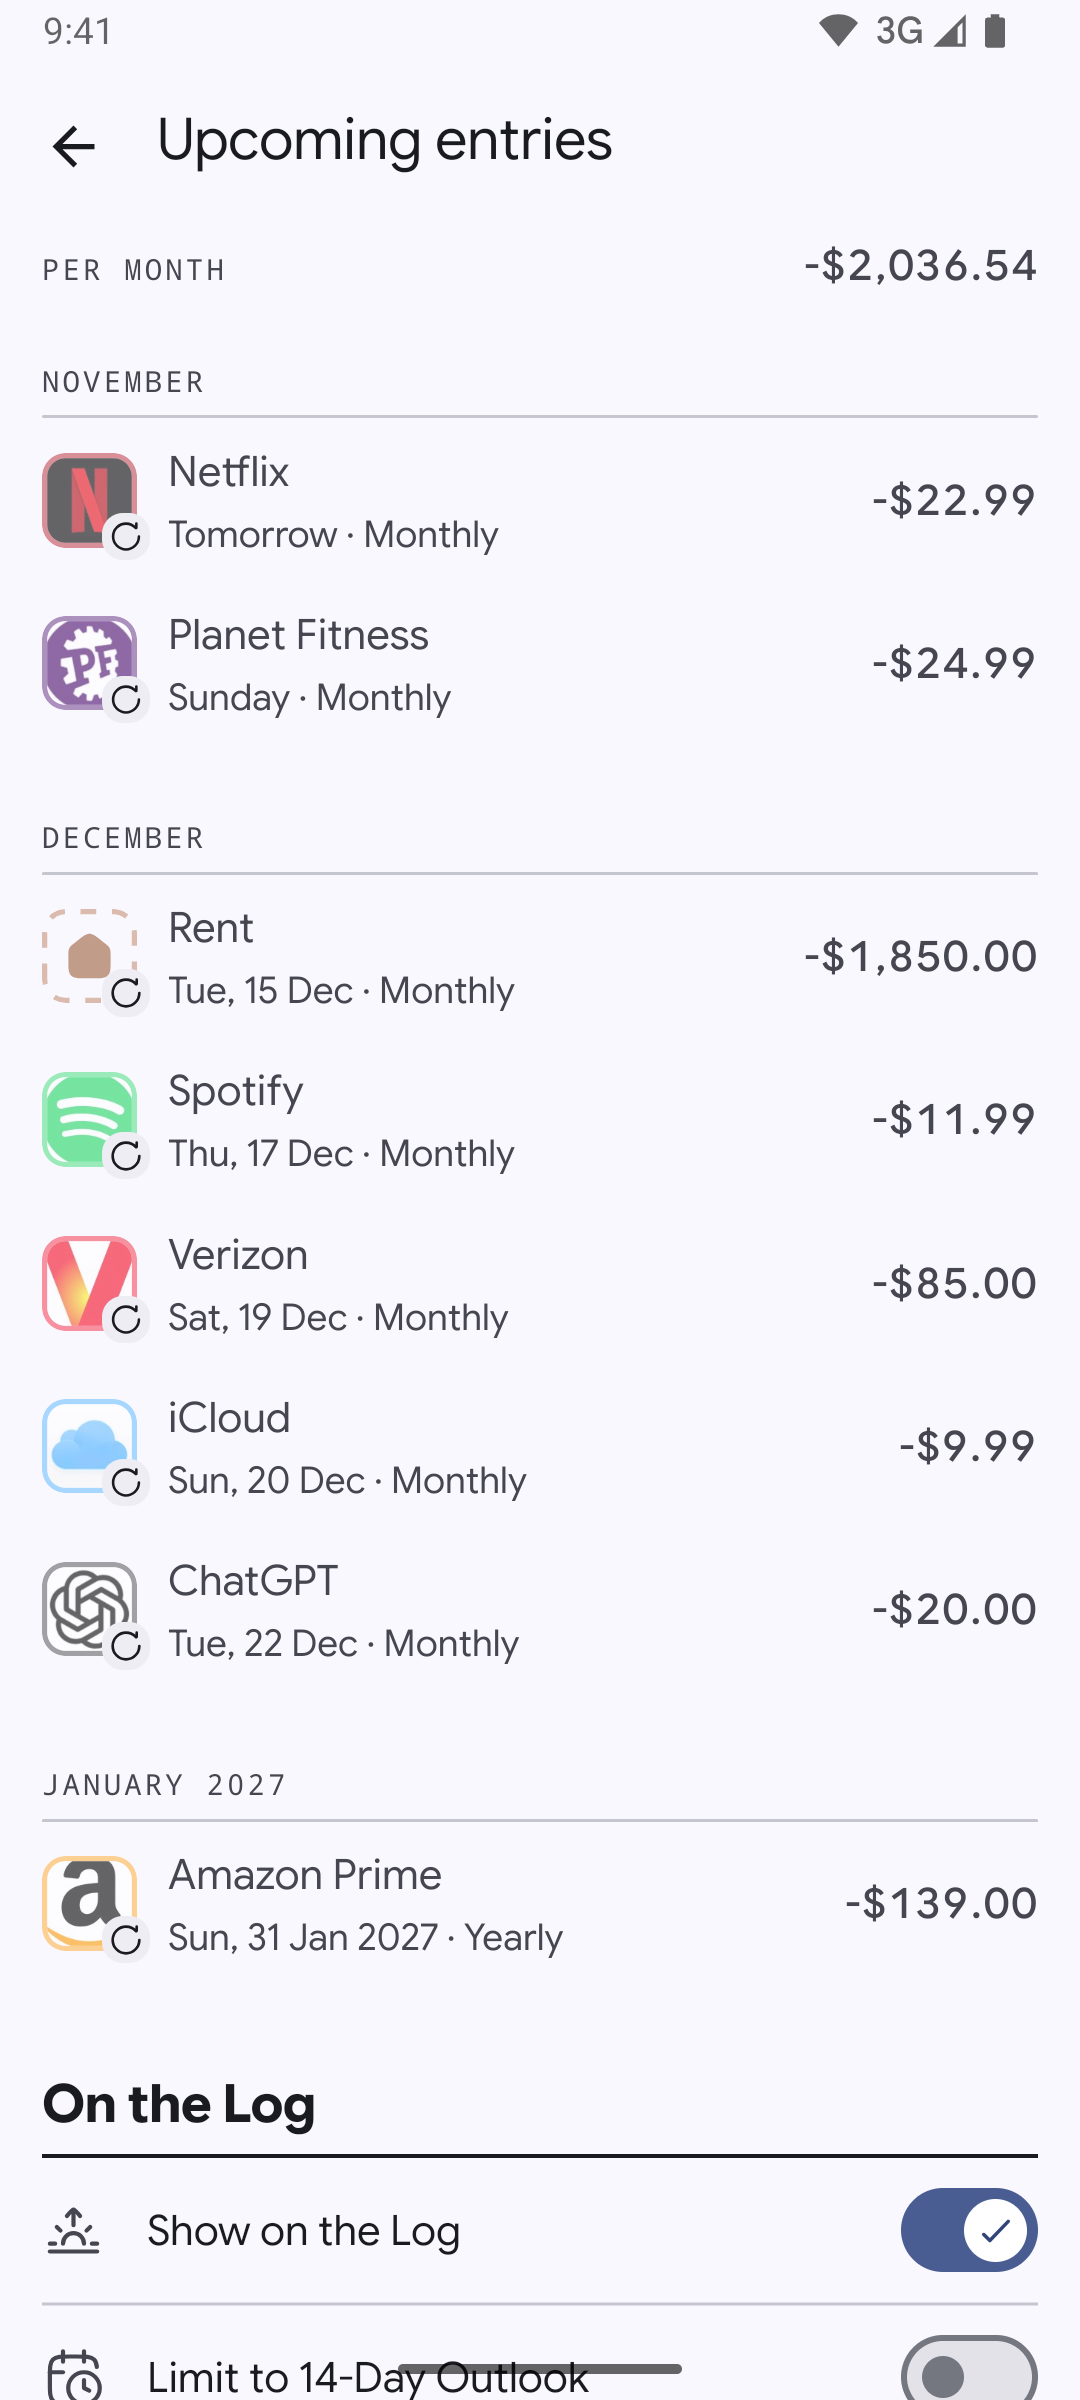 9:41
3G
Upcoming entries
PER MONTH -$2,036.54
NOVEMBER
Netflix
Tomorrow · Monthly
-$22.99
Planet Fitness
Sunday · Monthly
-$24.99
DECEMBER
Rent
Tue, 15 Dec · Monthly
-$1,850.00
Spotify
Thu, 17 Dec · Monthly
-$11.99
Verizon
Sat, 19 Dec · Monthly
-$85.00
iCloud
Sun, 20 Dec · Monthly
-$9.99
ChatGPT
Tue, 22 Dec · Monthly
-$20.00
JANUARY 2027
Amazon Prime
Sun, 31 Jan 2027 · Yearly
-$139.00
On the Log
Show on the Log
Limit to 14-Day Outlook